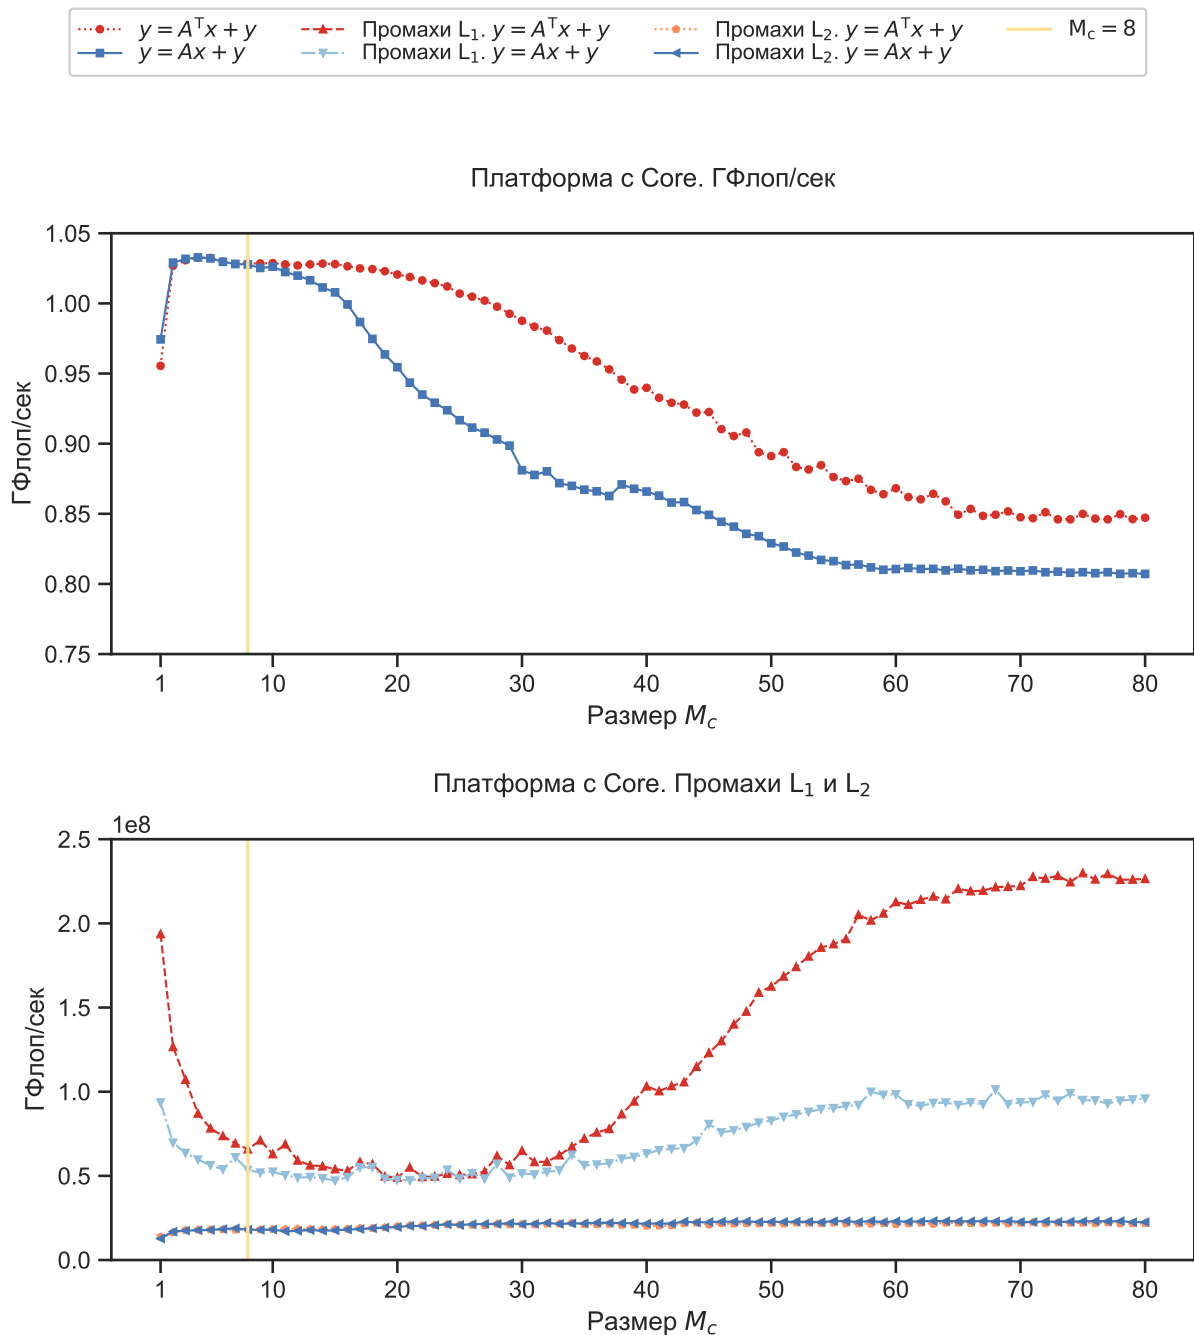 y = Aᵀx + y Промахи L₁. y = Aᵀx + y Промахи L₂. y = Aᵀx + y M_c = 8
y = Ax + y Промахи L₁. y = Ax + y Промахи L₂. y = Ax + y
Платформа с Core. ГФлоп/сек
1.05
1.00
0.95
0.90
0.85
0.80
0.75
ГФлоп/сек
1 10 20 30 40 50 60 70 80
Размер M_c
Платформа с Core. Промахи L₁ и L₂
1e8
2.5
2.0
1.5
1.0
0.5
0.0
ГФлоп/сек
1 10 20 30 40 50 60 70 80
Размер M_c